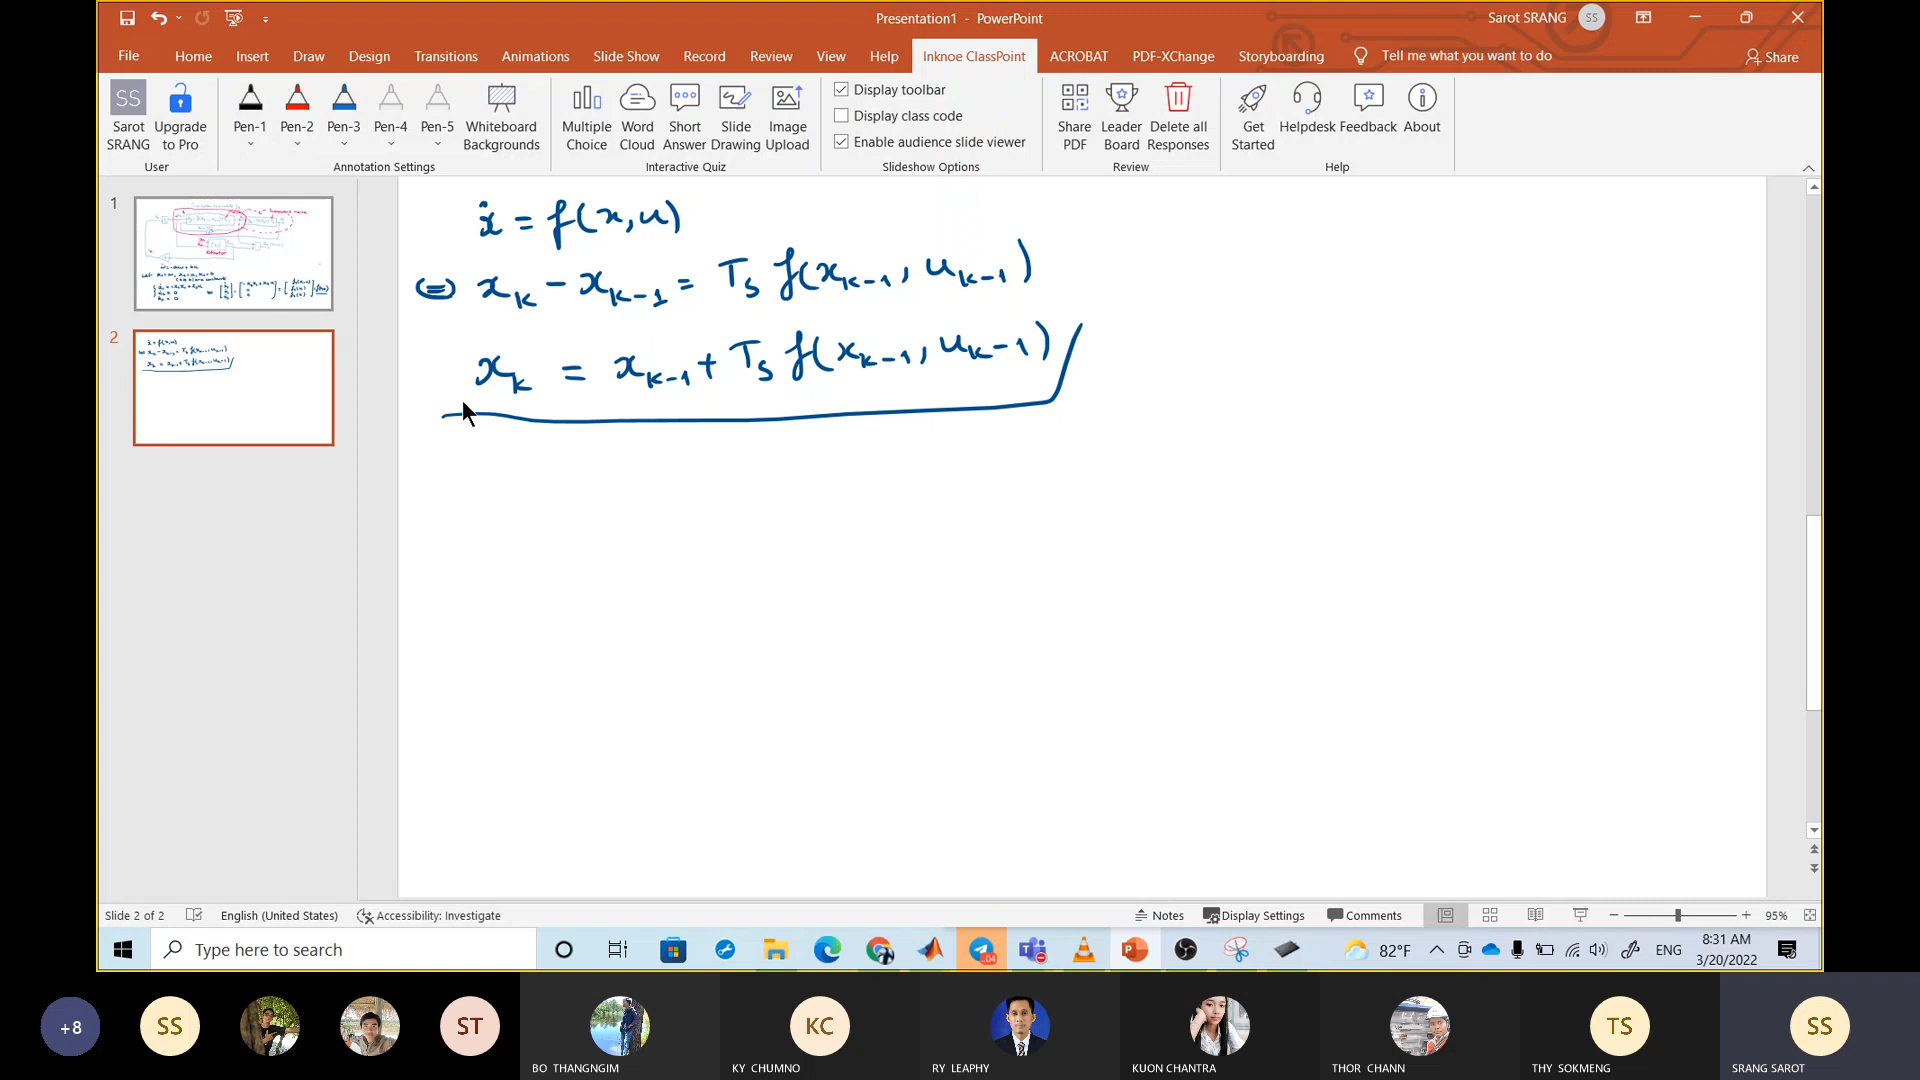 Presentation1 - PowerPoint
Sarot SRANG SS
File Home Insert Draw Design Transitions Animations Slide Show Record Review View Help Inknoe ClassPoint ACROBAT PDF-XChange Storyboarding Tell me what you want to do Share
SS
Sarot SRANG
Upgrade to Pro
User
Pen-1 Pen-2 Pen-3 Pen-4 Pen-5
Whiteboard Backgrounds
Annotation Settings
Multiple Choice
Word Cloud
Short Answer
Slide Drawing
Image Upload
Interactive Quiz
Display toolbar
Display class code
Enable audience slide viewer
Slideshow Options
Share PDF
Leader Board
Delete all Responses
Review
Get Started
Helpdesk
Feedback
About
Help
1
2
ẋ = f(x,u)
⇔ x_k - x_{k-1} = T_s f(x_{k-1}, u_{k-1})
x_k = x_{k-1} + T_s f(x_{k-1}, u_{k-1})
Slide 2 of 2 English (United States) Accessibility: Investigate Notes Display Settings Comments 95%
Type here to search
82°F ENG
8:31 AM
3/20/2022
+8 SS ST KC TS SS
BO THANGNGIM KY CHUMNO RY LEAPHY KUON CHANTRA THOR CHANN THY SOKMENG SRANG SAROT